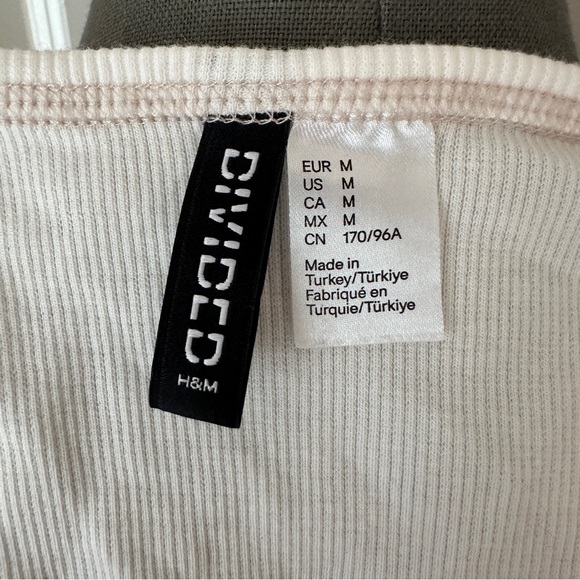 DIVIDED
H&M
EUR M
US M
CA M
MX M
CN 170/96A
Made in
Turkey/Türkiye
Fabriqué en
Turquie/Türkiye